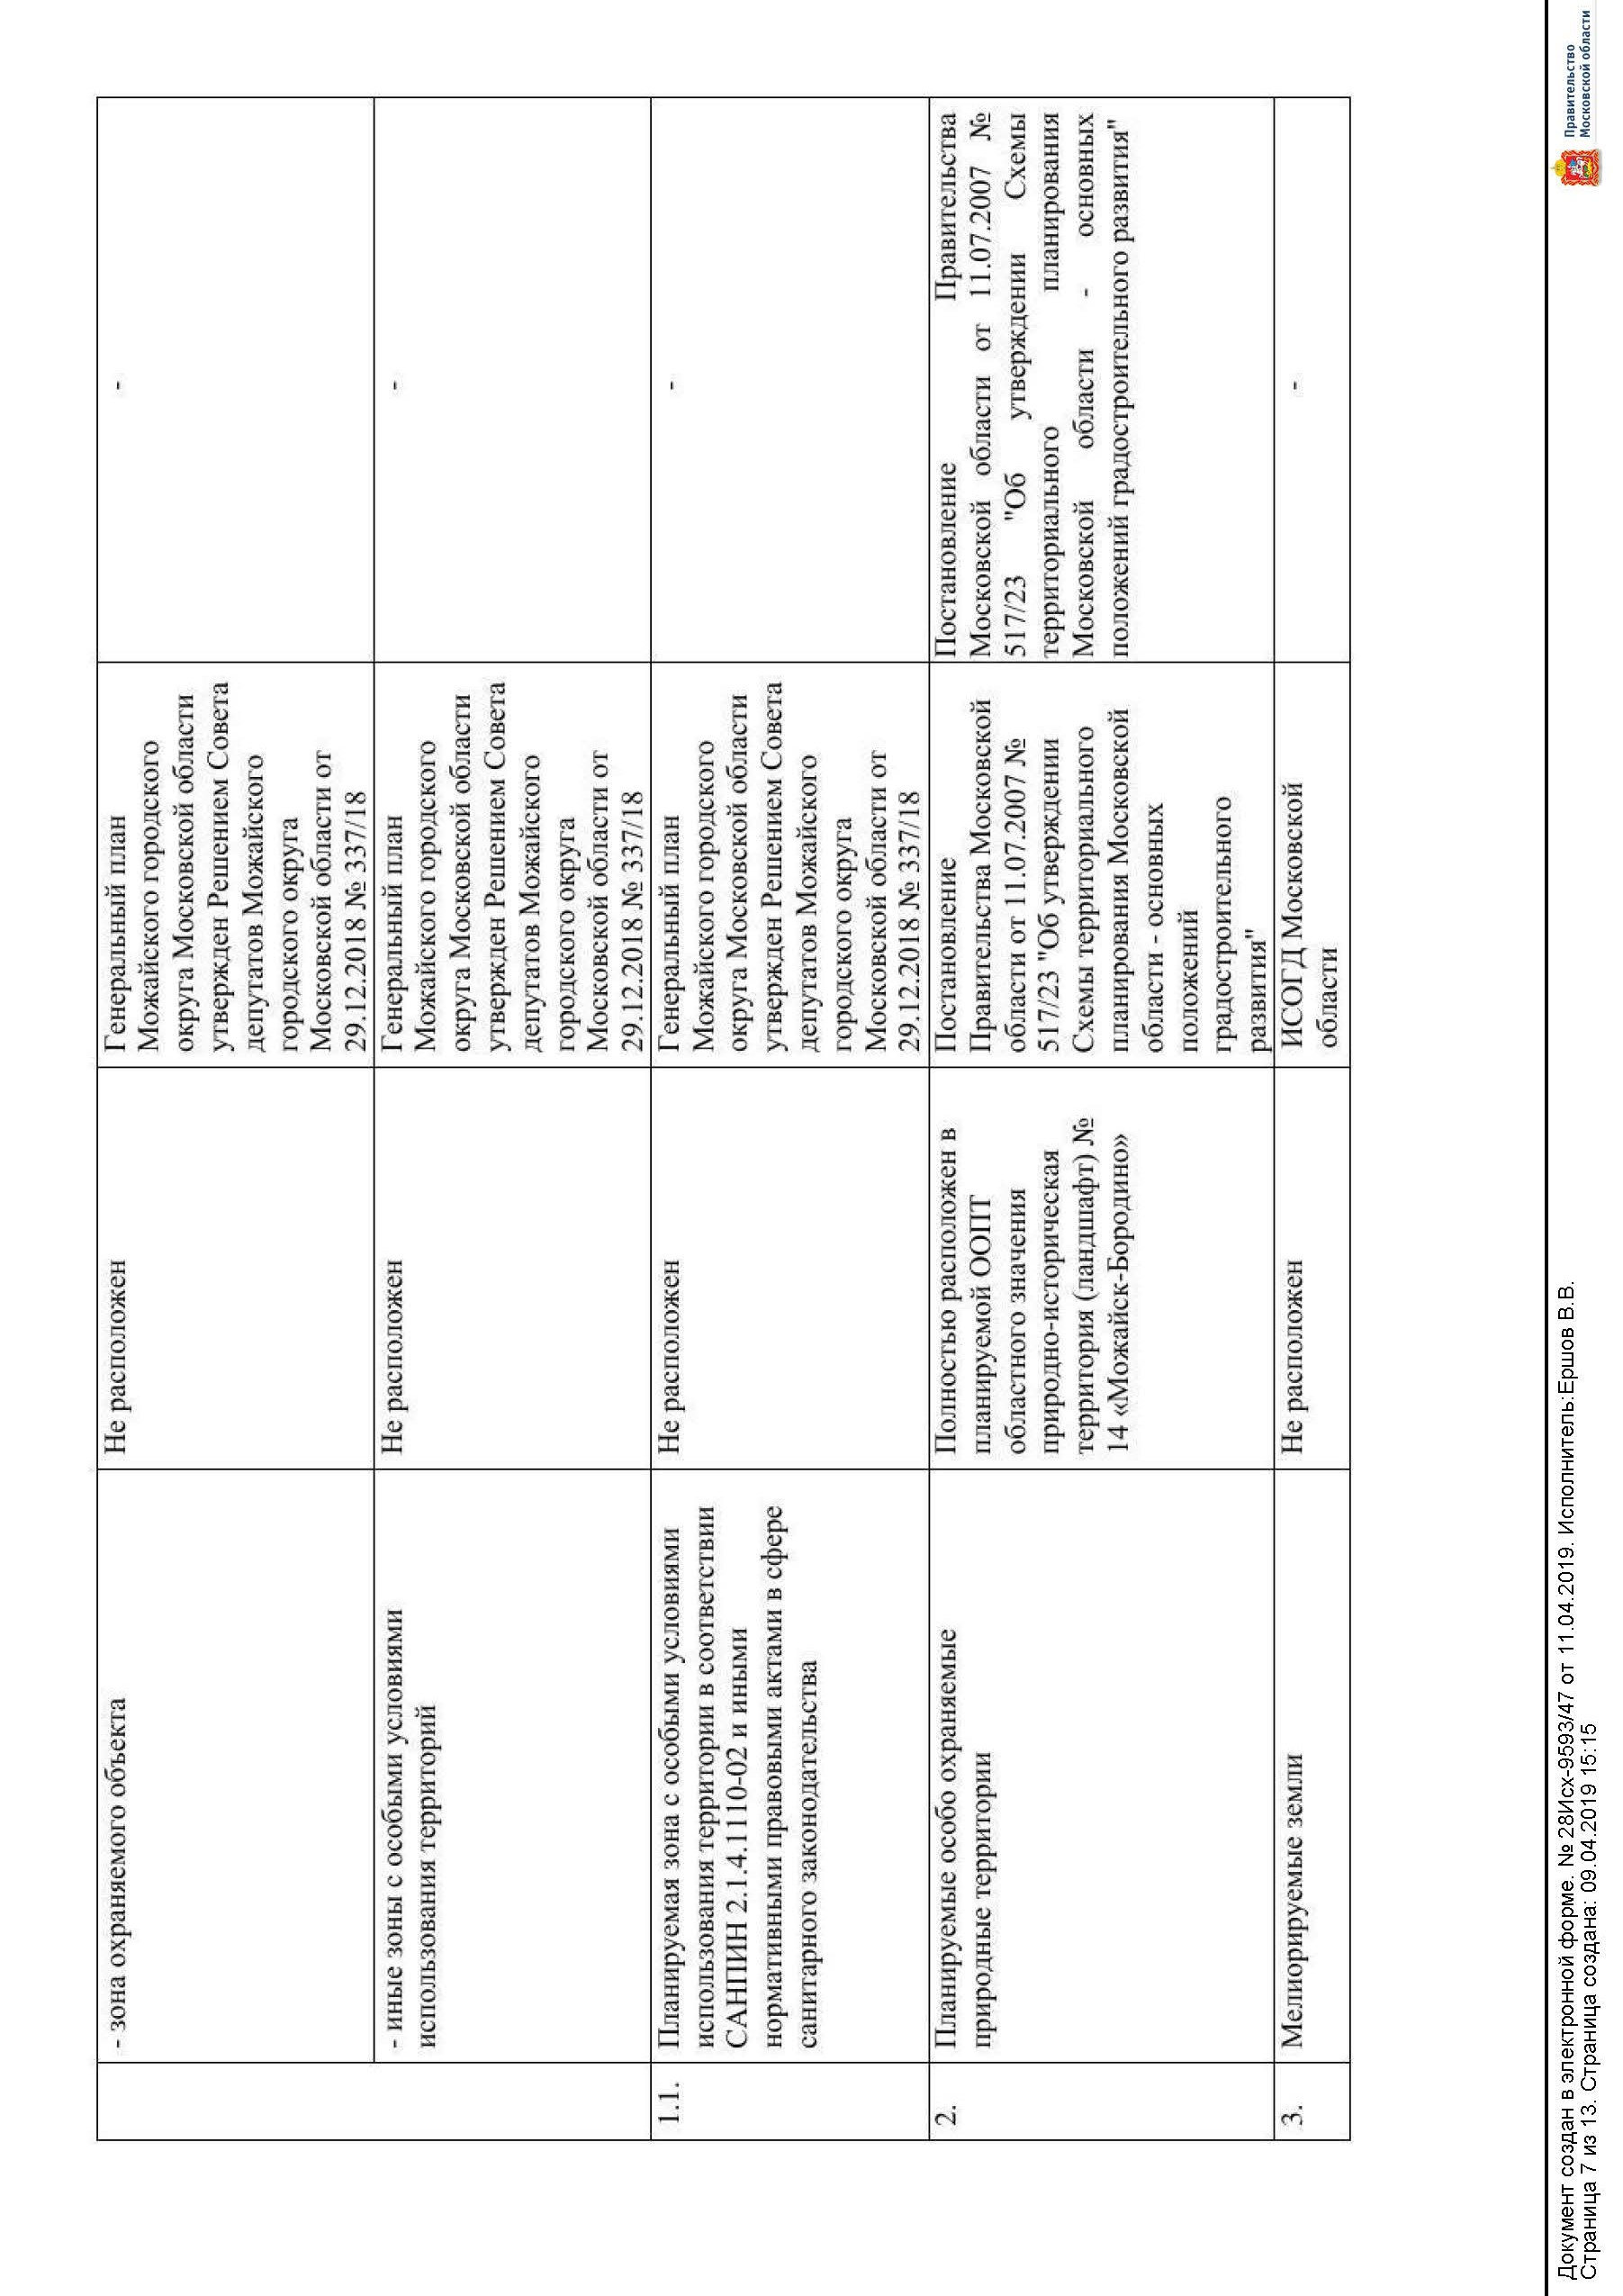 - зона охраняемого объекта
Не расположен
Генеральный план
Можайского городского
округа Московской области
утвержден Решением Совета
депутатов Можайского
городского округа
Московской области от
29.12.2018 № 337/18
-
- иные зоны с особыми условиями
использования территорий
Не расположен
Генеральный план
Можайского городского
округа Московской области
утвержден Решением Совета
депутатов Можайского
городского округа
Московской области от
29.12.2018 № 337/18
-
1.1.
Планируемая зона с особыми условиями
использования территории в соответствии
САНПИН 2.1.4.1110-02 и иными
нормативными правовыми актами в сфере
санитарного законодательства
Не расположен
Генеральный план
Можайского городского
округа Московской области
утвержден Решением Совета
депутатов Можайского
городского округа
Московской области от
29.12.2018 № 337/18
-
2.
Планируемые особо охраняемые
природные территории
Полностью расположен в
планируемой ООПТ
областного значения
природно-историческая
территория (ландшафт) №
14 «Можайск-Бородино»
Постановление
Правительства Московской
области от 11.07.2007 №
517/23 "Об утверждении
Схемы территориального
планирования Московской
области - основных
положений
градостроительного
развития"
Постановление Правительства
Московской области от 11.07.2007 №
517/23 "Об утверждении Схемы
территориального планирования
Московской области - основных
положений градостроительного развития"
3.
Мелиорируемые земли
Не расположен
ИСОГД Московской
области
-
Документ создан в электронной форме. № 28Исх-9593/47 от 11.04.2019. Исполнитель:Ершов В.В.
Страница 7 из 13. Страница создана: 09.04.2019 15:15
Правительство
Московской области